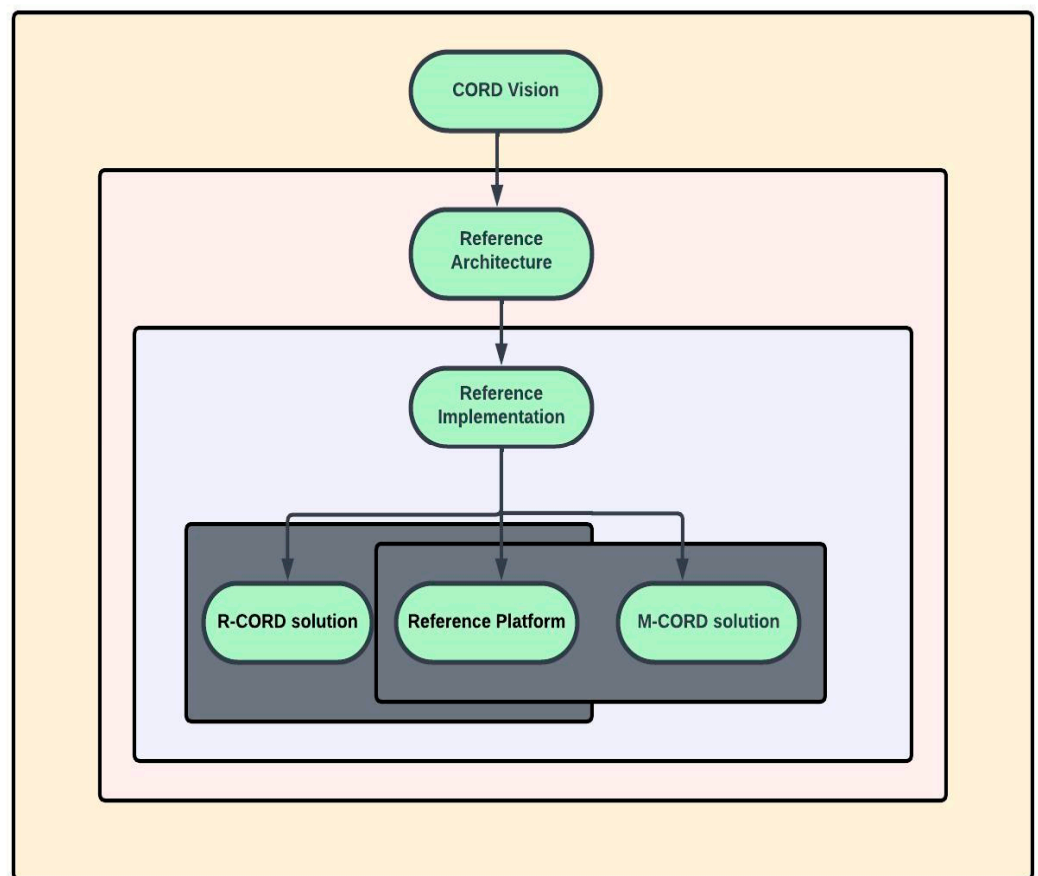 CORD Vision
Reference
Architecture
Reference
Implementation
R-CORD solution
Reference Platform
M-CORD solution